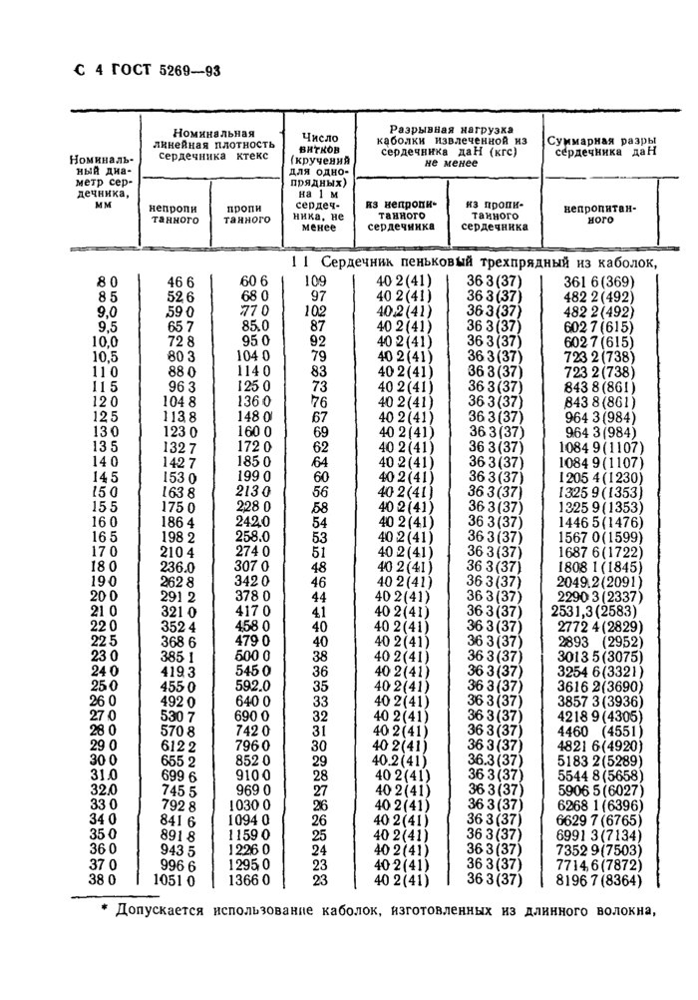 С 4 ГОСТ 5269—93
Номиналь-
ный диа-
метр сер-
дечника,
мм
Номинальная
линейная плотность
сердечника ктекс
непропи
танного
пропи
танного
Число
витков
(кручений
для одно-
прядных)
на 1 м
сердеч-
ника, не
менее
Разрывная нагрузка
каболки извлеченной из
сердечника даН (кгс)
не менее
из непропи-
танного
сердечника
из пропи-
танного
сердечника
Суммарная разры
сердечника даН
непропитан-
ного
1 1 Сердечник пеньковый трехпрядный из каболок,
8 0 46 6 60 6 109 40 2(41) 36 3(37) 361 6(369)
8 5 52,6 68 0 97 40 2(41) 36 3(37) 482 2(492)
9,0 59 0 77 0 102 40,2(41) 36 3(37) 482 2(492)
9,5 65 7 85,0 87 40 2(41) 36 3(37) 602 7(615)
10,0 72 8 95 0 92 40 2(41) 36 3(37) 602 7(615)
10,5 80 3 104 0 79 40 2(41) 36 3(37) 723 2(738)
11 0 88 0 114 0 83 40 2(41) 36 3(37) 723 2(738)
11 5 96 3 125 0 73 40 2(41) 36 3(37) 843 8(861)
12 0 104 8 136 0 76 40 2(41) 36 3(37) 843 8(861)
12 5 113,8 148 0 67 40 2(41) 36 3(37) 964 3(984)
13 0 123 0 160 0 69 40 2(41) 36 3(37) 964 3(984)
13 5 132 7 172 0 62 40 2(41) 36 3(37) 1084 9(1107)
14 0 142 7 185 0 64 40 2(41) 36 3(37) 1084 9(1107)
14,5 153 0 199 0 60 40 2(41) 36 3(37) 1205 4(1230)
15 0 163 8 213 0 56 40 2(41) 36 3(37) 1325 9(1353)
15 5 175 0 228 0 58 40 2(41) 36 3(37) 1325 9(1353)
16 0 186 4 242,0 54 40 2(41) 36 3(37) 1446 5(1476)
16 5 198 2 258,0 53 40 2(41) 36 3(37) 1567 0(1599)
17 0 210 4 274 0 51 40 2(41) 36 3(37) 1687 6(1722)
18 0 236,0 307 0 48 40 2(41) 36 3(37) 1808 1(1845)
19 0 262 8 342 0 46 40 2(41) 36 3(37) 2049,2(2091)
20 0 291 2 378 0 44 40 2(41) 36 3(37) 2290 3(2337)
21 0 321 0 417 0 41 40 2(41) 36 3(37) 2531,3(2583)
22 0 352 4 458 0 40 40 2(41) 36 3(37) 2772 4(2829)
22 5 368 6 479 0 40 40 2(41) 36 3(37) 2893 (2952)
23 0 385 1 500 0 38 40 2(41) 36 3(37) 3013 5(3075)
24 0 419,3 545 0 36 40 2(41) 36 3(37) 3254 6(3321)
25 0 455 0 592,0 35 40 2(41) 36 3(37) 3616 2(3690)
26 0 492 0 640 0 33 40 2(41) 36 3(37) 3857 3(3936)
27 0 530 7 690 0 32 40 2(41) 36 3(37) 4218 9(4305)
28 0 570 8 742 0 31 40 2(41) 36 3(37) 4460 (4551)
29 0 612 2 796 0 30 40 2(41) 36 3(37) 4821 6(4920)
30 0 655 2 852 0 29 40,2(41) 36,3(37) 5183 2(5289)
31,0 699 6 910 0 28 40 2(41) 36 3(37) 5544 8(5658)
32,0 745 5 969 0 27 40 2(41) 36 3(37) 5906 5(6027)
33 0 792 8 1030 0 26 40 2(41) 36 3(37) 6268 1(6396)
34 0 841 6 1094 0 26 40 2(41) 36 3(37) 6629 7(6765)
35 0 891 8 1159 0 25 40 2(41) 36 3(37) 6991 3(7134)
36 0 943 5 1226 0 24 40 2(41) 36 3(37) 7352 9(7503)
37 0 996 6 1295,0 23 40 2(41) 36 3(37) 7714,6(7872)
38 0 1051 0 1366 0 23 40 2(41) 36 3(37) 8196 7(8364)
* Допускается использование каболок, изготовленных из длинного волокна,